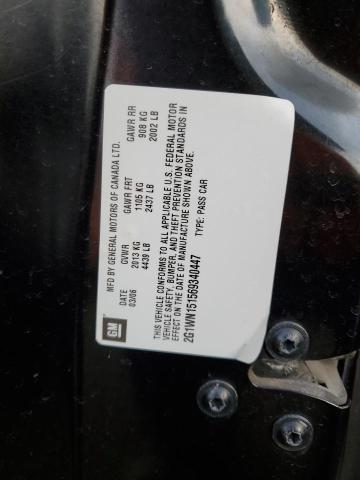 MFD BY GENERAL MOTORS OF CANADA LTD.
DATE GVWR GAWR FRT GAWR RR
03/06 2013 KG 1105 KG 908 KG
4439 LB 2437 LB 2002 LB
THIS VEHICLE CONFORMS TO ALL APPLICABLE U.S. FEDERAL MOTOR
VEHICLE SAFETY, BUMPER, AND THEFT PREVENTION STANDARDS IN
EFFECT ON THE DATE OF MANUFACTURE SHOWN ABOVE.
2G1WN151569340447 TYPE: PASS CAR
GM